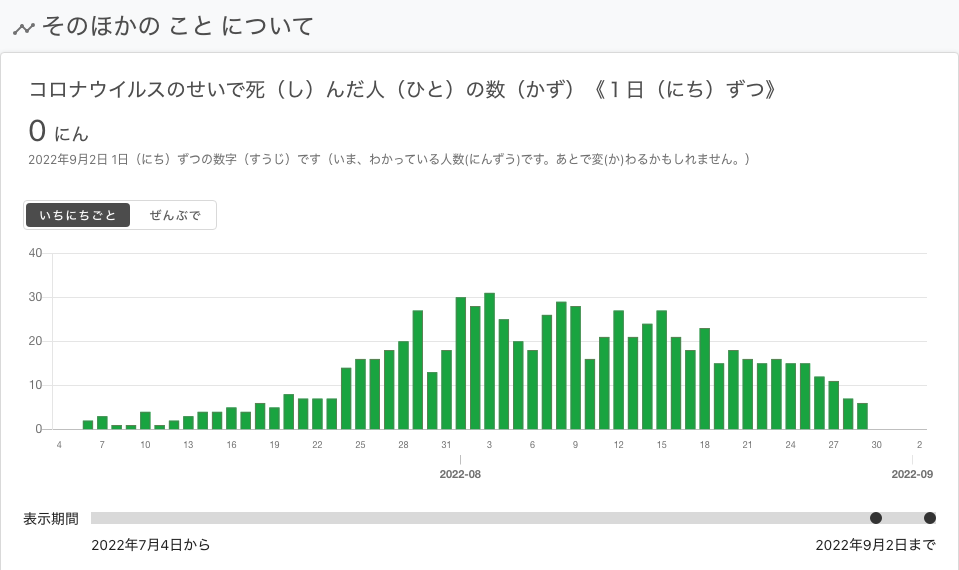 そのほかの こと について
コロナウイルスのせいで死（し）んだ人（ひと）の数（かず）《１日（にち）ずつ》
0 にん
2022年9月2日 1日（にち）ずつの数字（すうじ）です（いま、わかっている人数(にんずう)です。あとで変(か)わるかもしれません。）
いちにちごと ぜんぶで
40
30
20
10
0
4 7 10 13 16 19 22 25 28 31 3 6 9 12 15 18 21 24 27 30 2
2022-08 2022-09
表示期間
2022年7月4日から 2022年9月2日まで